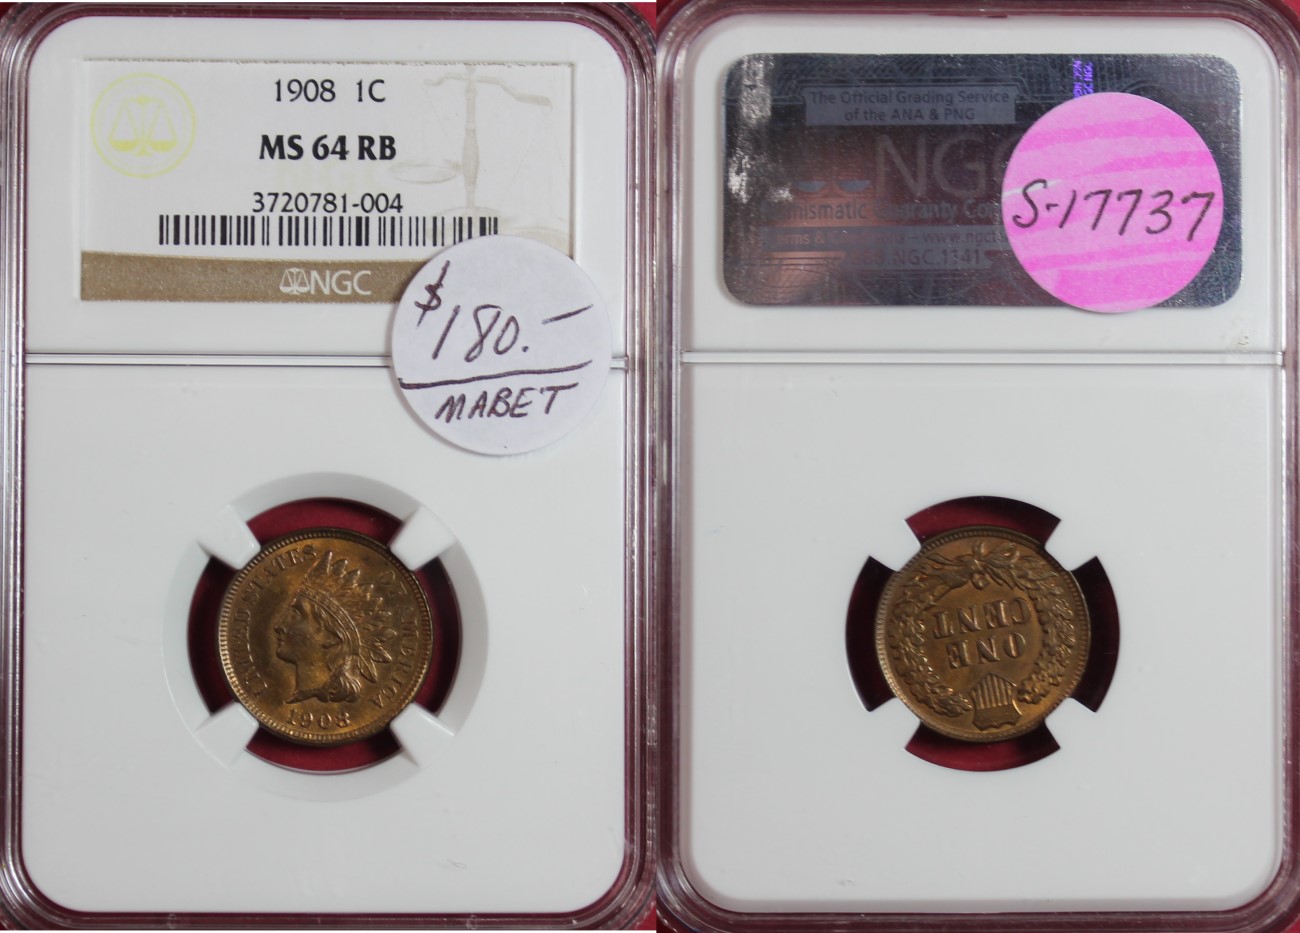 1908 1C
MS 64 RB
3720781-004
NGC
$180.-
MABET
UNITED STATES OF AMERICA
1908
The Official Grading Service
of the ANA & PNG
NGC
S-17737
ONE
CENT